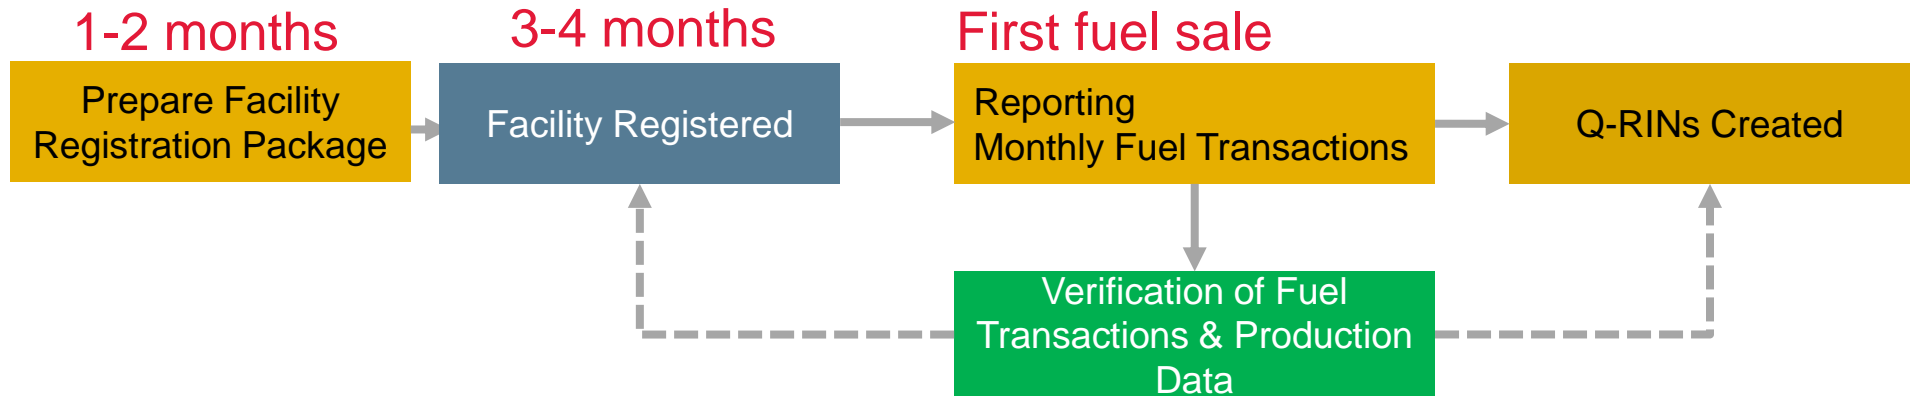 1-2 months
3-4 months
First fuel sale
Prepare Facility
Registration Package
Facility Registered
Reporting
Monthly Fuel Transactions
Q-RINs Created
Verification of Fuel
Transactions & Production
Data